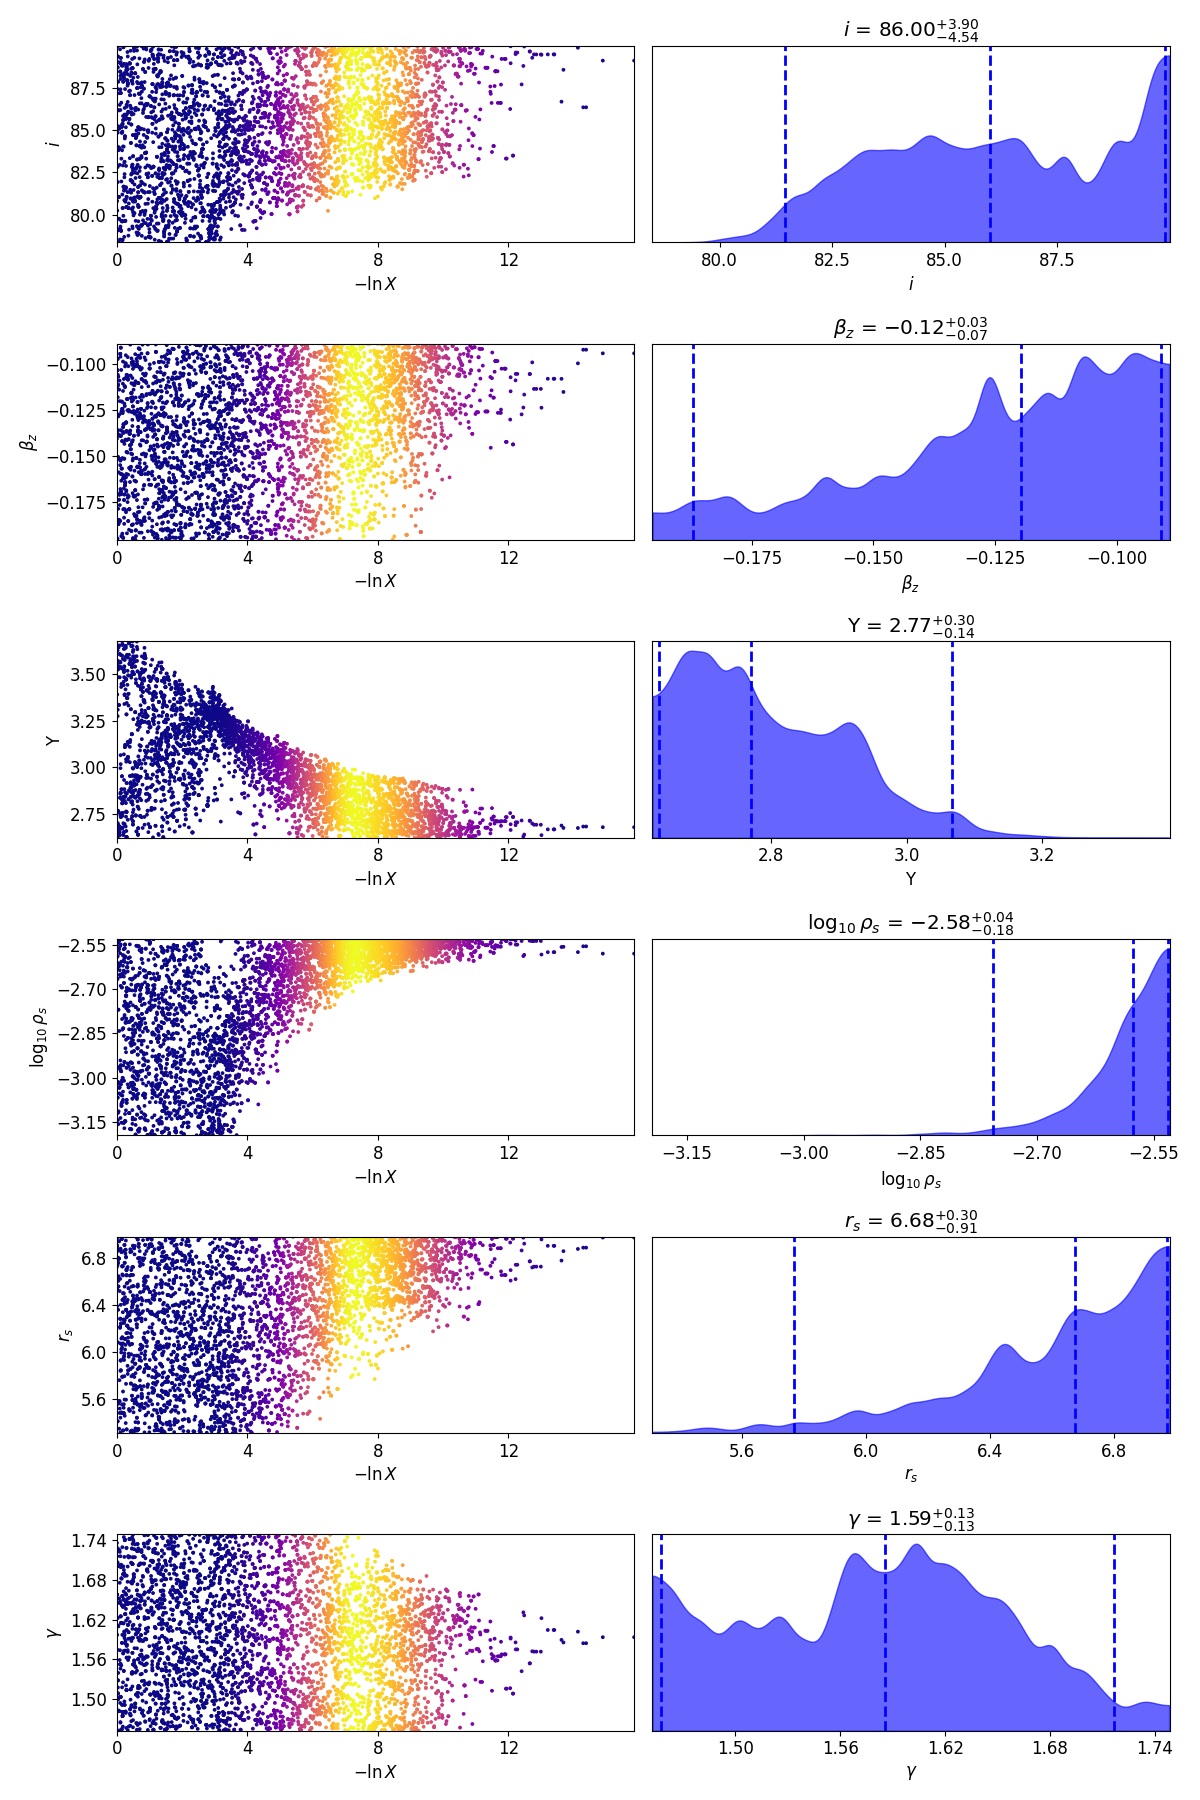 i = 86.00+3.90−4.54
87.5
85.0
82.5
80.0
i
0 4 8 12
80.0 82.5 85.0 87.5
−ln X
i
βz = −0.12+0.03−0.07
−0.100
−0.125
−0.150
−0.175
βz
0 4 8 12
−0.175 −0.150 −0.125 −0.100
−ln X
βz
Y = 2.77+0.30−0.14
3.50
3.25
3.00
2.75
Y
0 4 8 12
2.8 3.0 3.2
−ln X
Y
log10 ρs = −2.58+0.04−0.18
−2.55
−2.70
−2.85
−3.00
−3.15
log10 ρs
0 4 8 12
−3.15 −3.00 −2.85 −2.70 −2.55
−ln X
log10 ρs
rs = 6.68+0.30−0.91
6.8
6.4
6.0
5.6
rs
0 4 8 12
5.6 6.0 6.4 6.8
−ln X
rs
γ = 1.59+0.13−0.13
1.74
1.68
1.62
1.56
1.50
γ
0 4 8 12
1.50 1.56 1.62 1.68 1.74
−ln X
γ